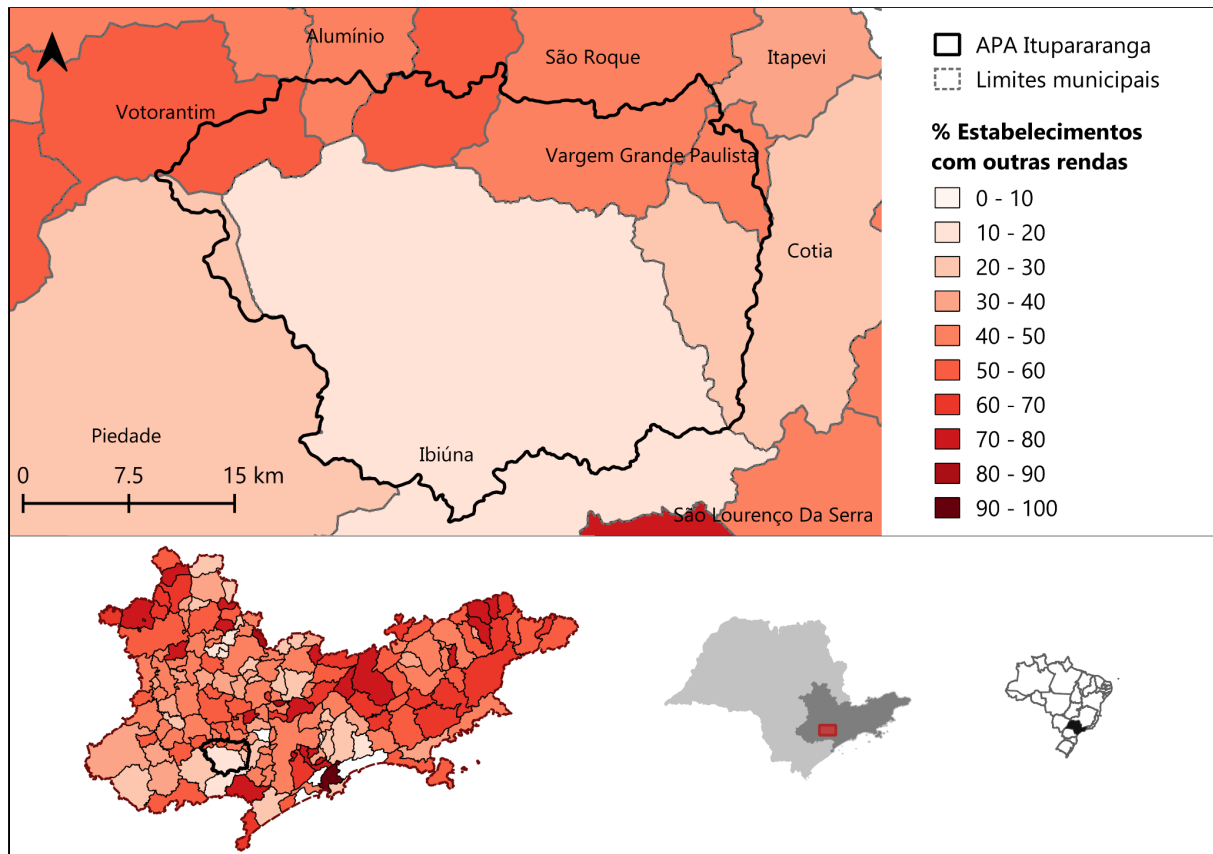 Alumínio
São Roque
Itapevi
Votorantim
Vargem Grande Paulista
Cotia
Piedade
Ibiúna
0 7.5 15 km
São Lourenço Da Serra
APA Itupararanga
Limites municipais
% Estabelecimentos
com outras rendas
0 - 10
10 - 20
20 - 30
30 - 40
40 - 50
50 - 60
60 - 70
70 - 80
80 - 90
90 - 100